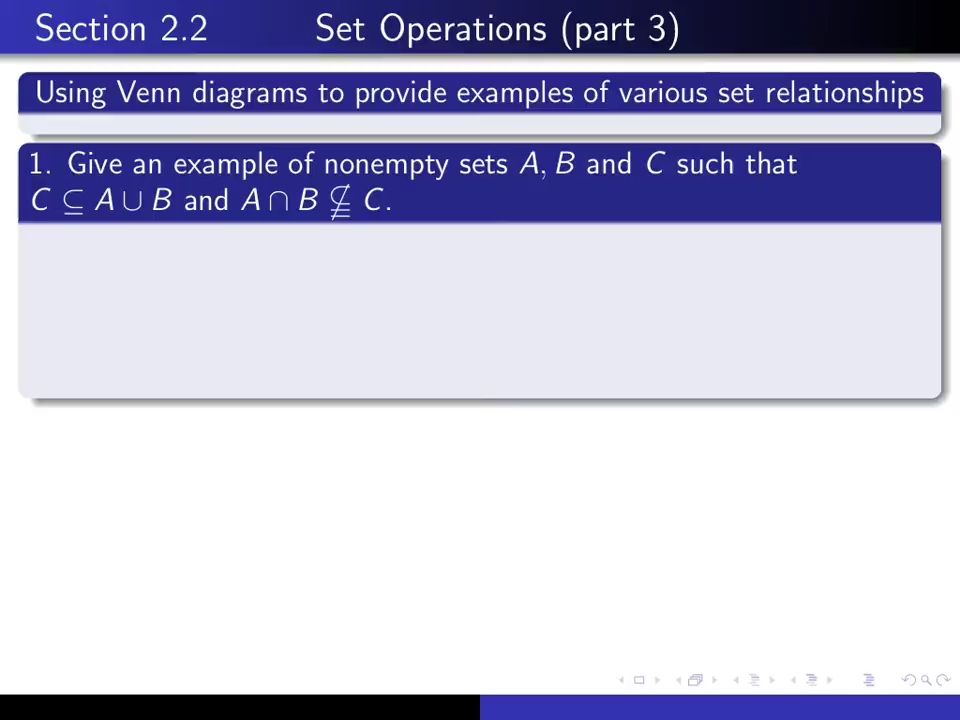 Section 2.2 Set Operations (part 3)
Using Venn diagrams to provide examples of various set relationships
1. Give an example of nonempty sets A, B and C such that
C ⊆ A ∪ B and A ∩ B ⊈ C.